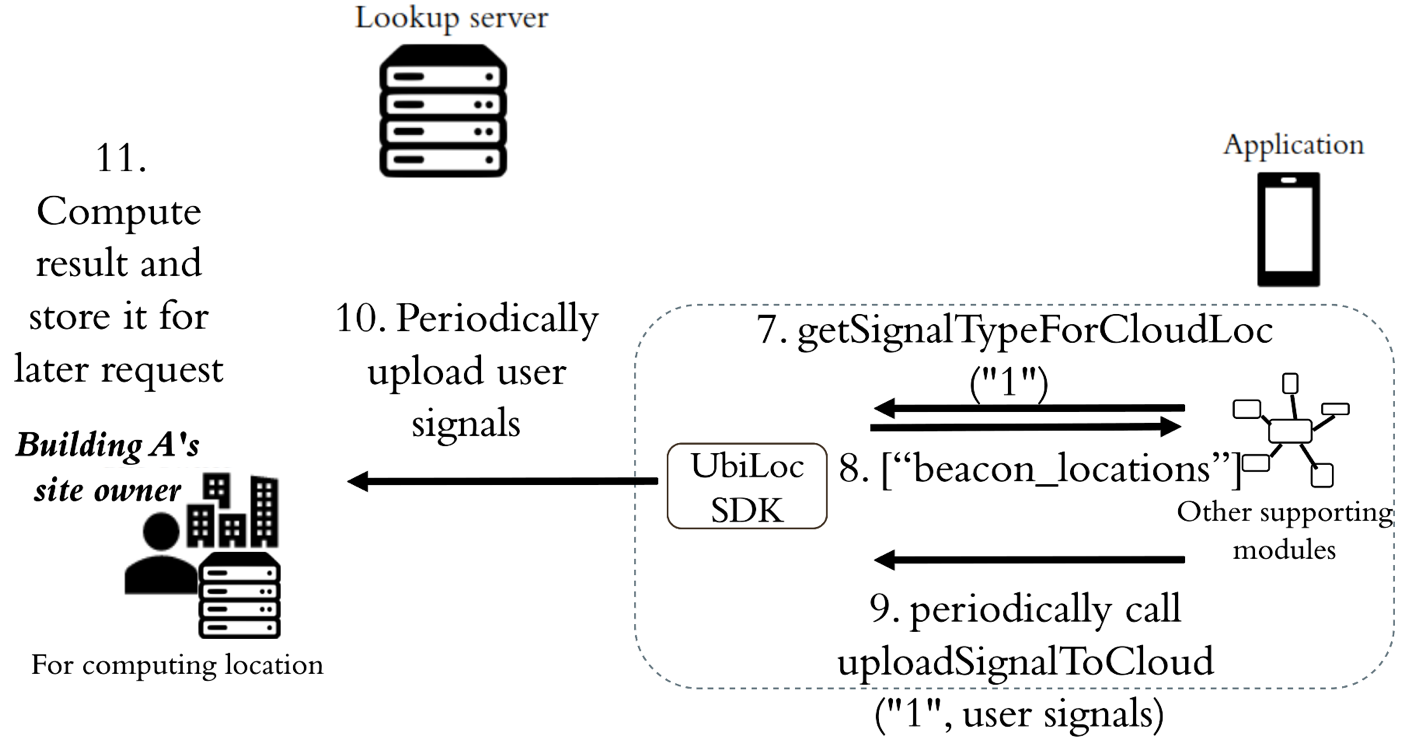 Lookup server
Application
11.
Compute
result and
store it for
later request
10. Periodically
upload user
signals
7. getSignalTypeForCloudLoc
("1")
8. [“beacon_locations”]
UbiLoc
SDK
Building A's
site owner
Other supporting
modules
9. periodically call
uploadSignalToCloud
("1", user signals)
For computing location